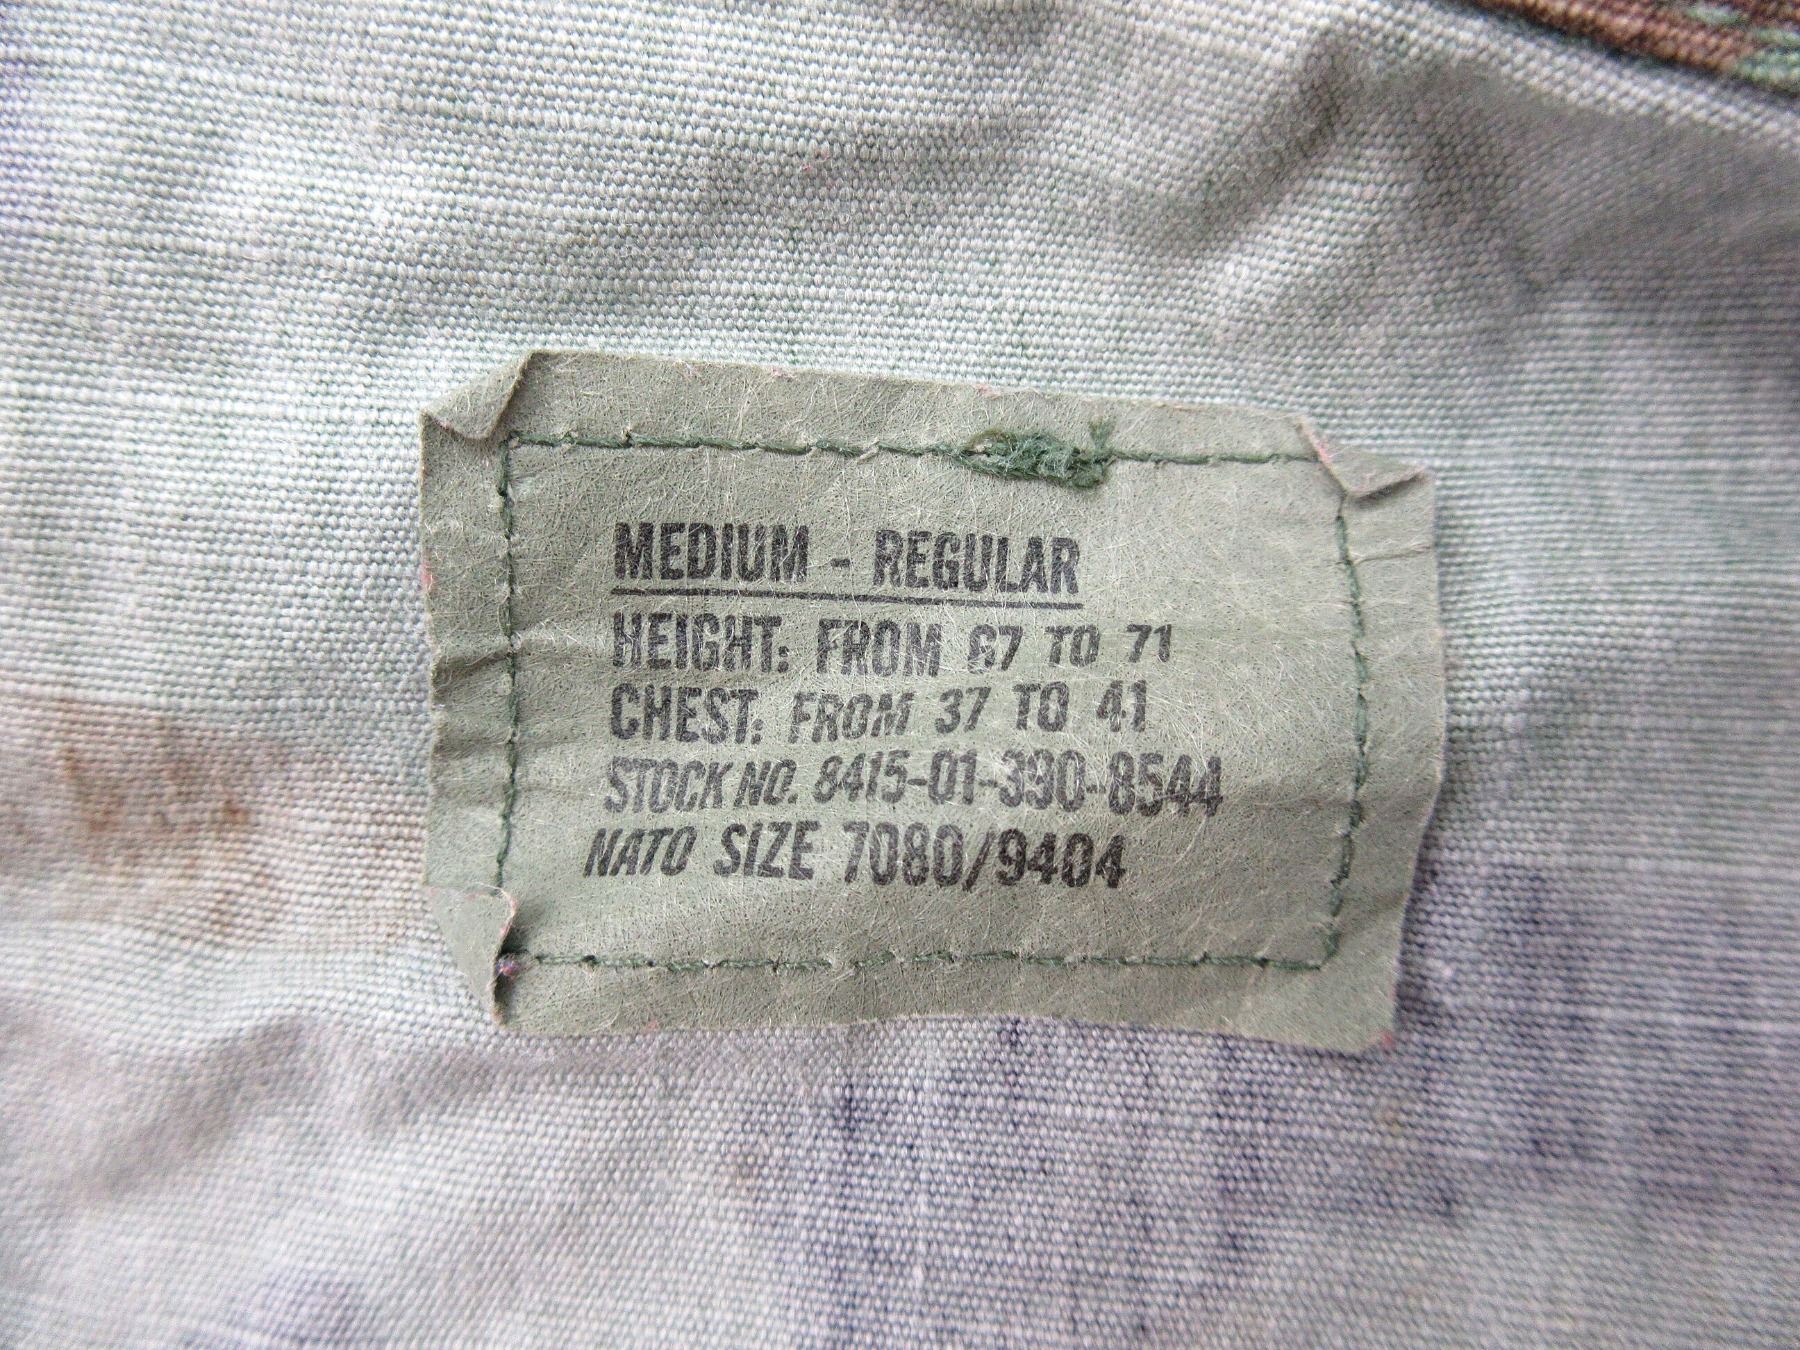 MEDIUM - REGULAR
HEIGHT: FROM 67 TO 71
CHEST: FROM 37 TO 41
STOCK NO. 8415-01-390-8544
NATO SIZE 7080/9404